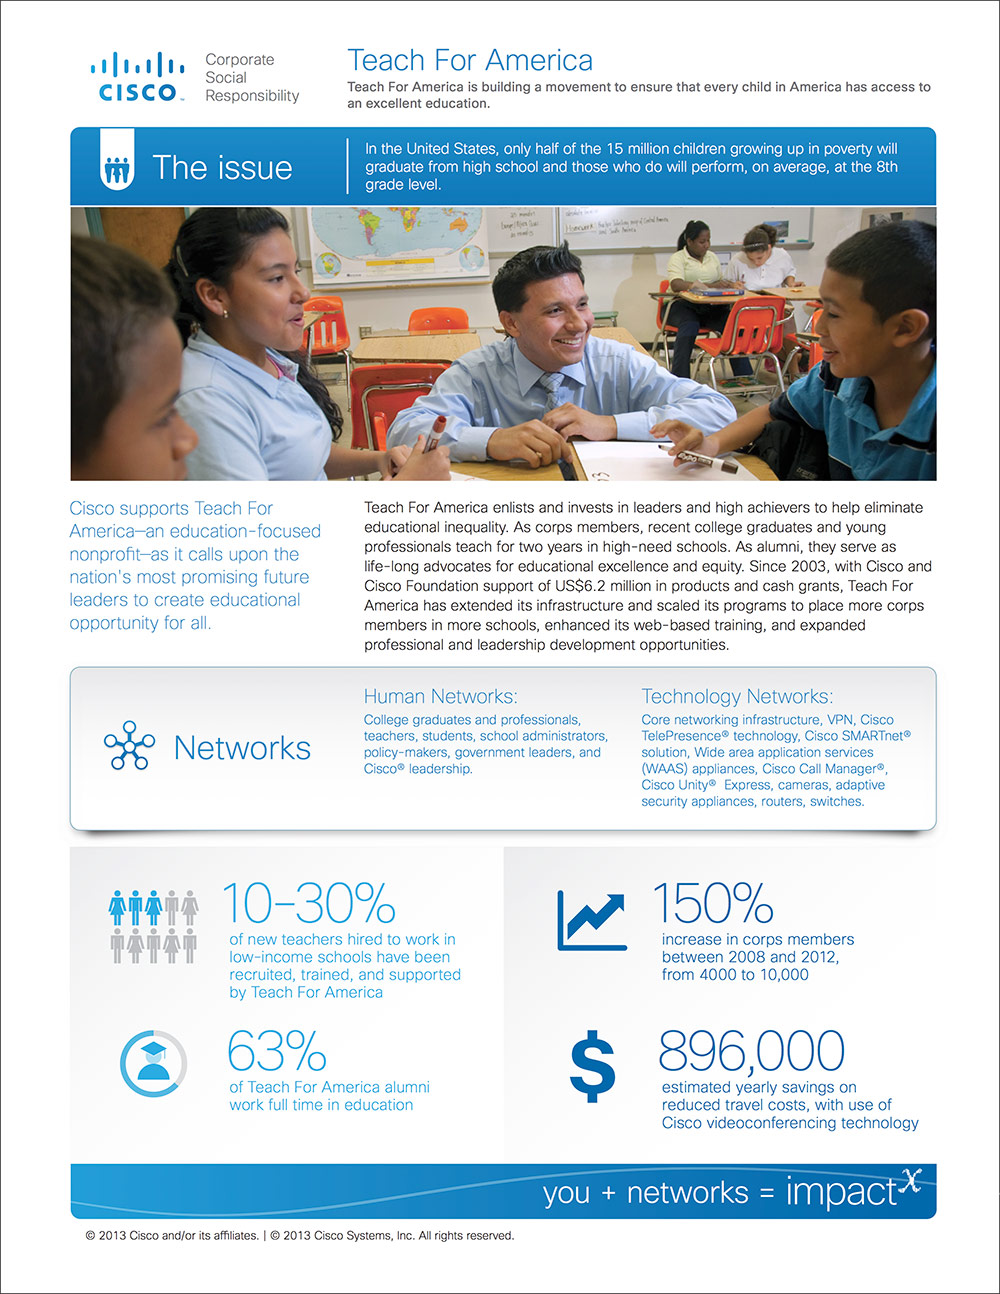 CISCO™
Corporate
Social
Responsibility
Teach For America
Teach For America is building a movement to ensure that every child in America has access to
an excellent education.
The issue
In the United States, only half of the 15 million children growing up in poverty will
graduate from high school and those who do will perform, on average, at the 8th
grade level.
Cisco supports Teach For
America—an education-focused
nonprofit—as it calls upon the
nation's most promising future
leaders to create educational
opportunity for all.
Teach For America enlists and invests in leaders and high achievers to help eliminate
educational inequality. As corps members, recent college graduates and young
professionals teach for two years in high-need schools. As alumni, they serve as
life-long advocates for educational excellence and equity. Since 2003, with Cisco and
Cisco Foundation support of US$6.2 million in products and cash grants, Teach For
America has extended its infrastructure and scaled its programs to place more corps
members in more schools, enhanced its web-based training, and expanded
professional and leadership development opportunities.
Networks
Human Networks:
College graduates and professionals,
teachers, students, school administrators,
policy-makers, government leaders, and
Cisco® leadership.
Technology Networks:
Core networking infrastructure, VPN, Cisco
TelePresence® technology, Cisco SMARTnet®
solution, Wide area application services
(WAAS) appliances, Cisco Call Manager®,
Cisco Unity® Express, cameras, adaptive
security appliances, routers, switches.
10–30%
of new teachers hired to work in
low-income schools have been
recruited, trained, and supported
by Teach For America
150%
increase in corps members
between 2008 and 2012,
from 4000 to 10,000
63%
of Teach For America alumni
work full time in education
$
896,000
estimated yearly savings on
reduced travel costs, with use of
Cisco videoconferencing technology
you + networks = impactx
© 2013 Cisco and/or its affiliates. | © 2013 Cisco Systems, Inc. All rights reserved.